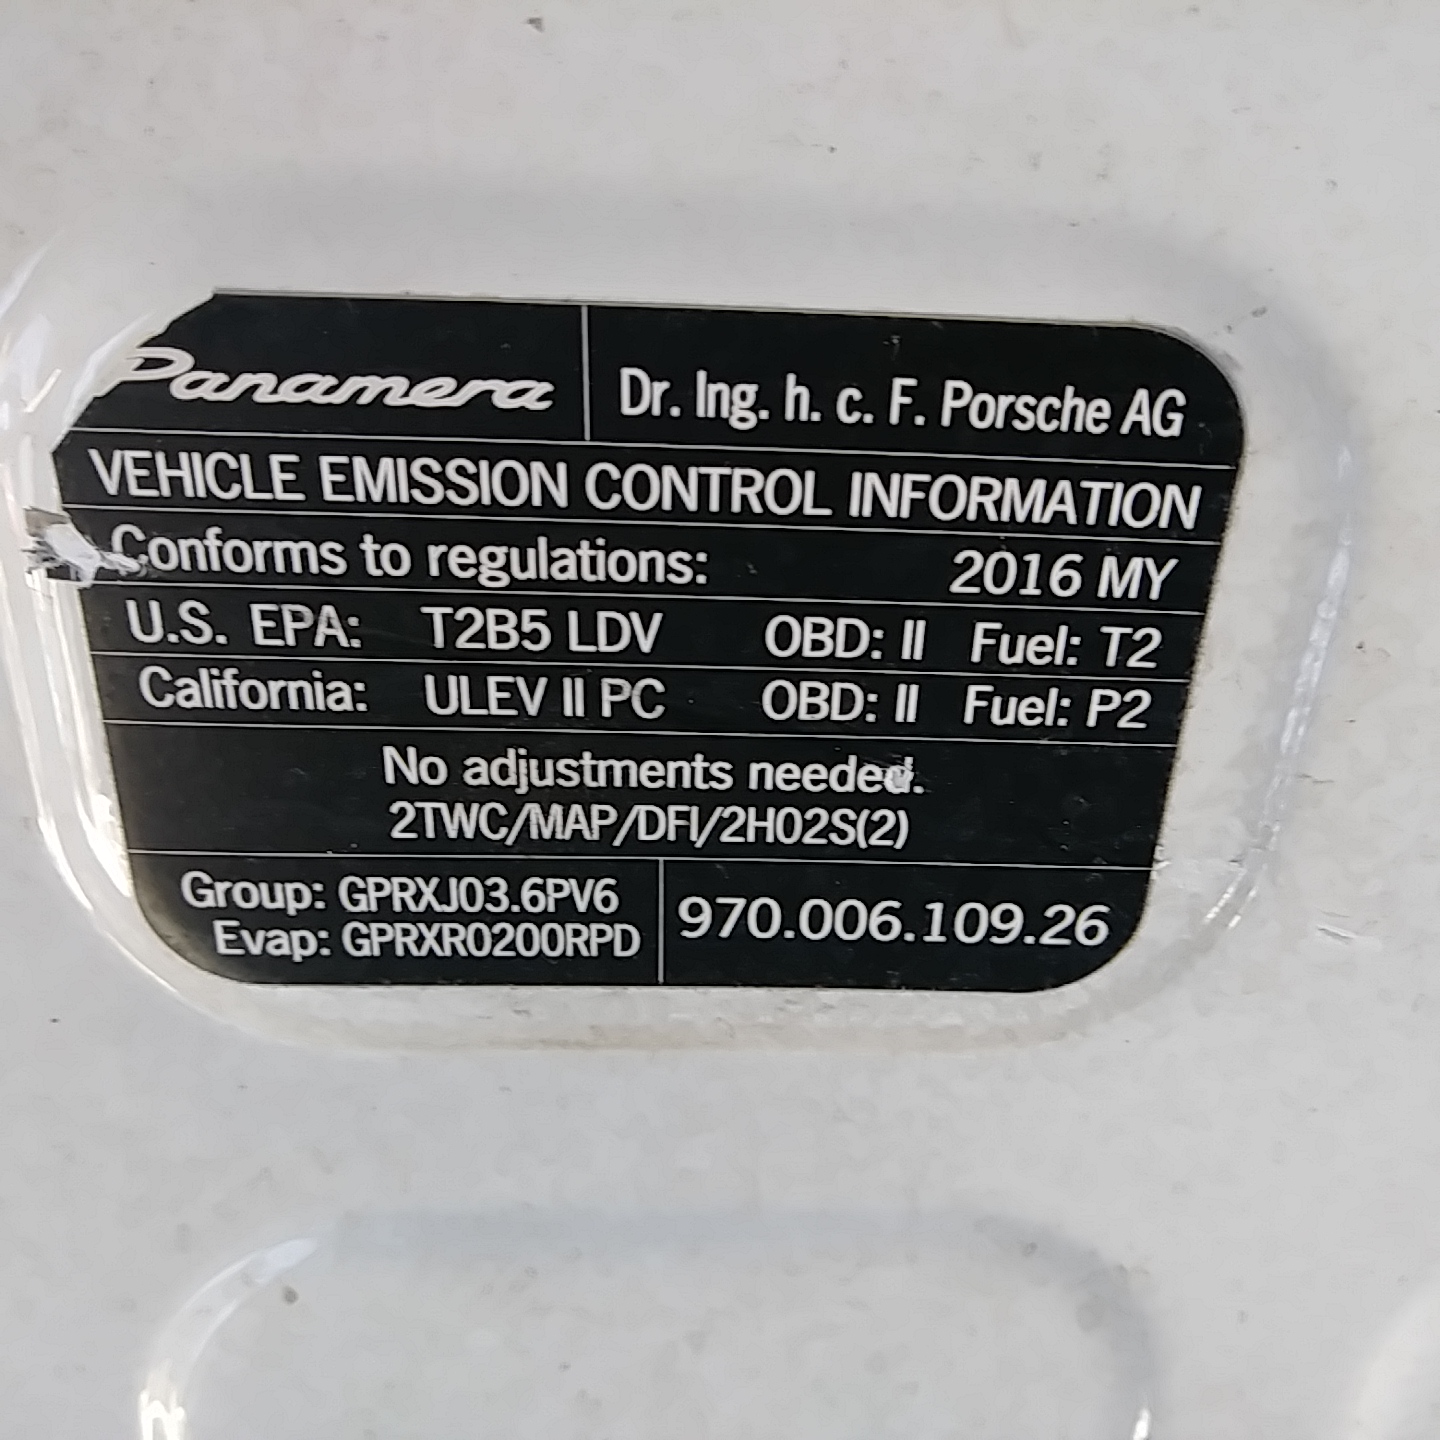 Panamera Dr. Ing. h. c. F. Porsche AG
VEHICLE EMISSION CONTROL INFORMATION
Conforms to regulations: 2016 MY
U.S. EPA: T2B5 LDV OBD: II Fuel: T2
California: ULEV II PC OBD: II Fuel: P2
No adjustments needed.
2TWC/MAP/DFI/2HO2S(2)
Group: GPRXJ03.6PV6
Evap: GPRXR0200RPD
970.006.109.26